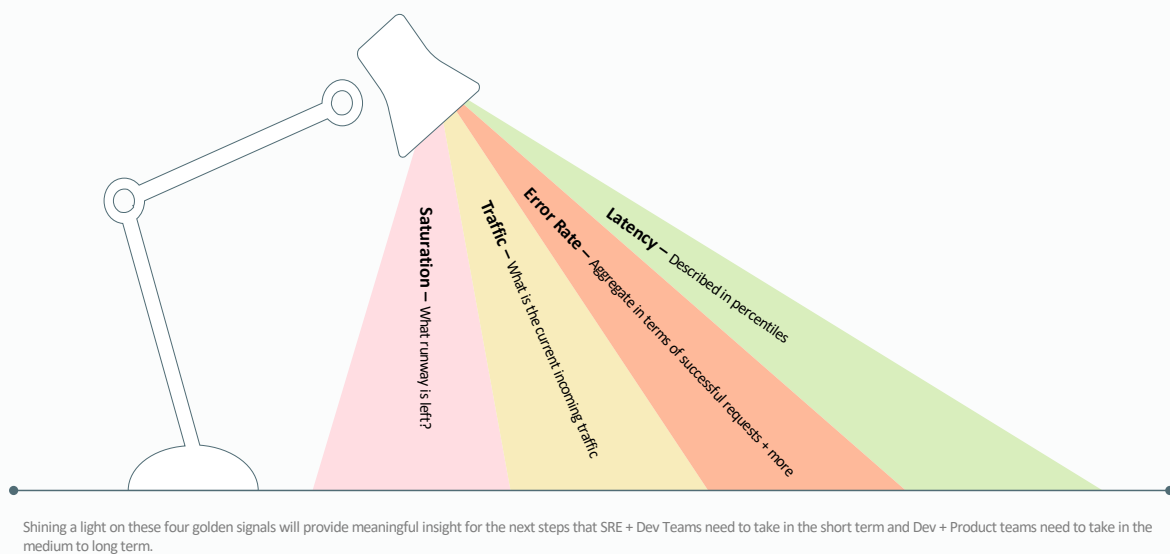 Saturation – What runway is left?
Traffic – What is the current incoming traffic
Error Rate – Aggregate in terms of successful requests + more
Latency – Described in percentiles
Shining a light on these four golden signals will provide meaningful insight for the next steps that SRE + Dev Teams need to take in the short term and Dev + Product teams need to take in the
medium to long term.